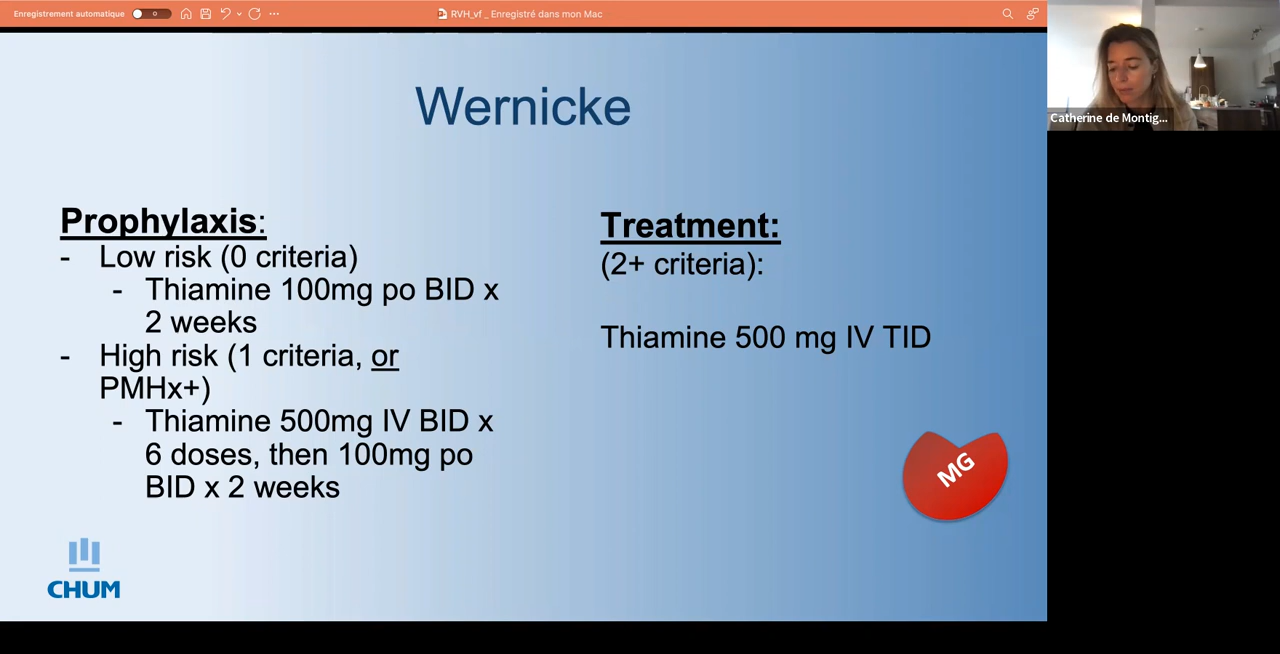 Enregistrement automatique
RVH_vf _ Enregistré dans mon Mac
Catherine de Montig...
Wernicke
Prophylaxis:
- Low risk (0 criteria)
- Thiamine 100mg po BID x
2 weeks
- High risk (1 criteria, or
PMHx+)
- Thiamine 500mg IV BID x
6 doses, then 100mg po
BID x 2 weeks
Treatment:
(2+ criteria):
Thiamine 500 mg IV TID
MG
CHUM